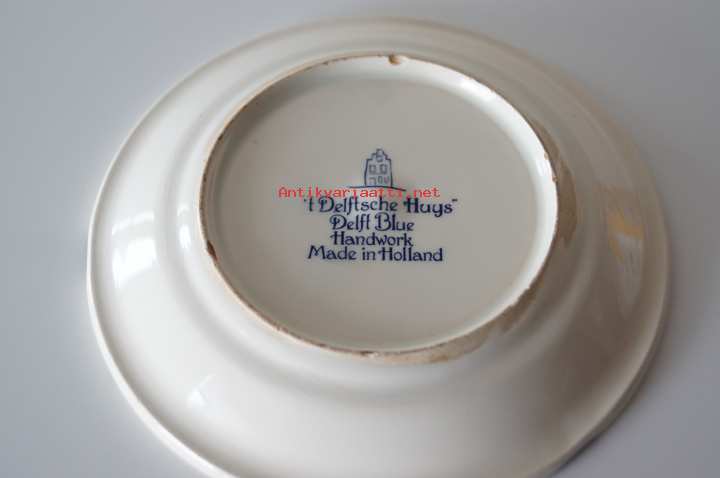 Antikvariaatti.net
"'t Delftsche Huys"
Delft Blue
Handwork
Made in Holland